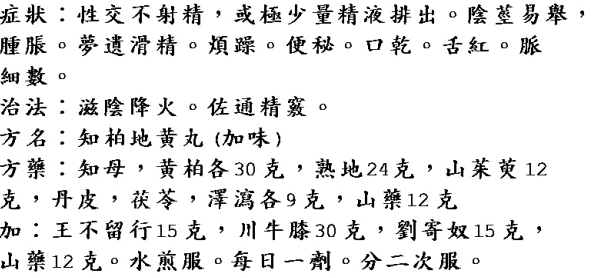 症狀：性交不射精，或極少量精液排出。陰莖易舉，
腫脹。夢遺滑精。煩躁。便秘。口乾。舌紅。脈
細數。
治法：滋陰降火。佐通精竅。
方名：知柏地黃丸(加味)
方藥：知母，黃柏各30克，熟地24克，山茱萸12
克，丹皮，茯苓，澤瀉各9克，山藥12克
加：王不留行15克，川牛膝30克，劉寄奴15克，
山藥12克。水煎服。每日一劑。分二次服。